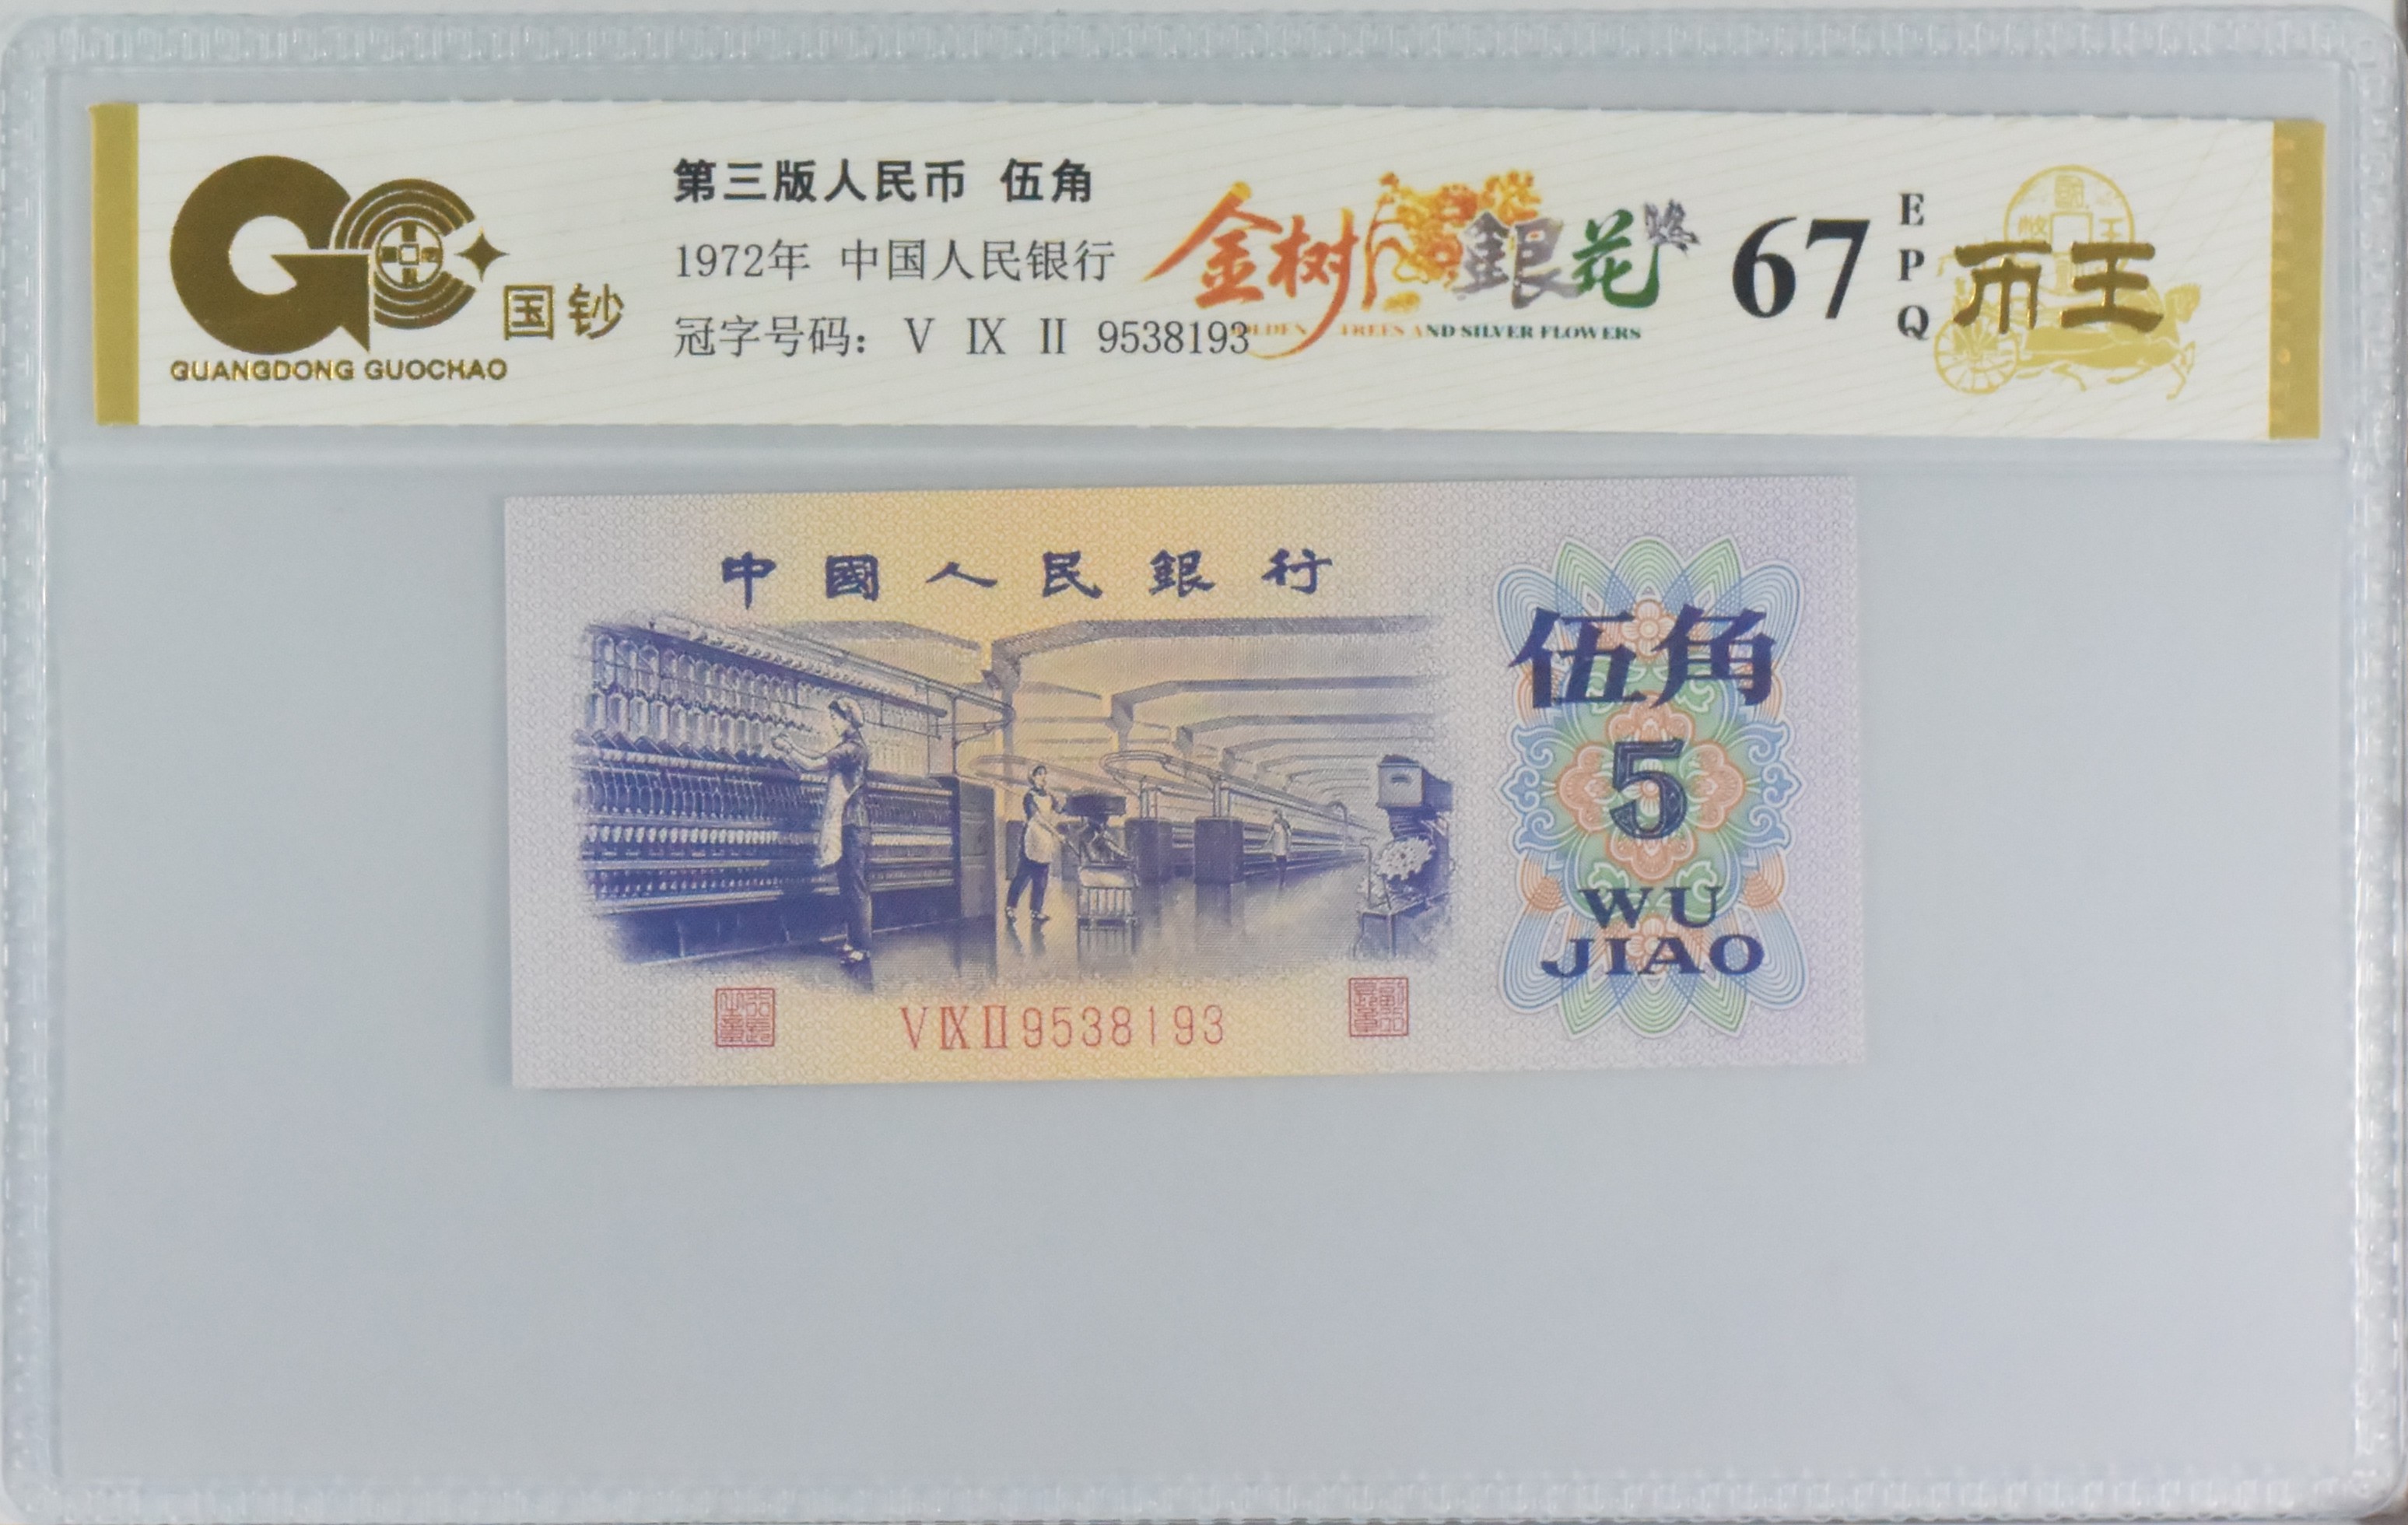 国钞
GUANGDONG GUOCHAO
第三版人民币 伍角
1972年 中国人民银行
冠字号码： Ⅴ Ⅸ Ⅱ 9538193
金树銀花
TREES AND SILVER FLOWERS
67
EPQ
币王
中國人民銀行
伍角
5
WU
JIAO
ⅤⅨⅡ9538193